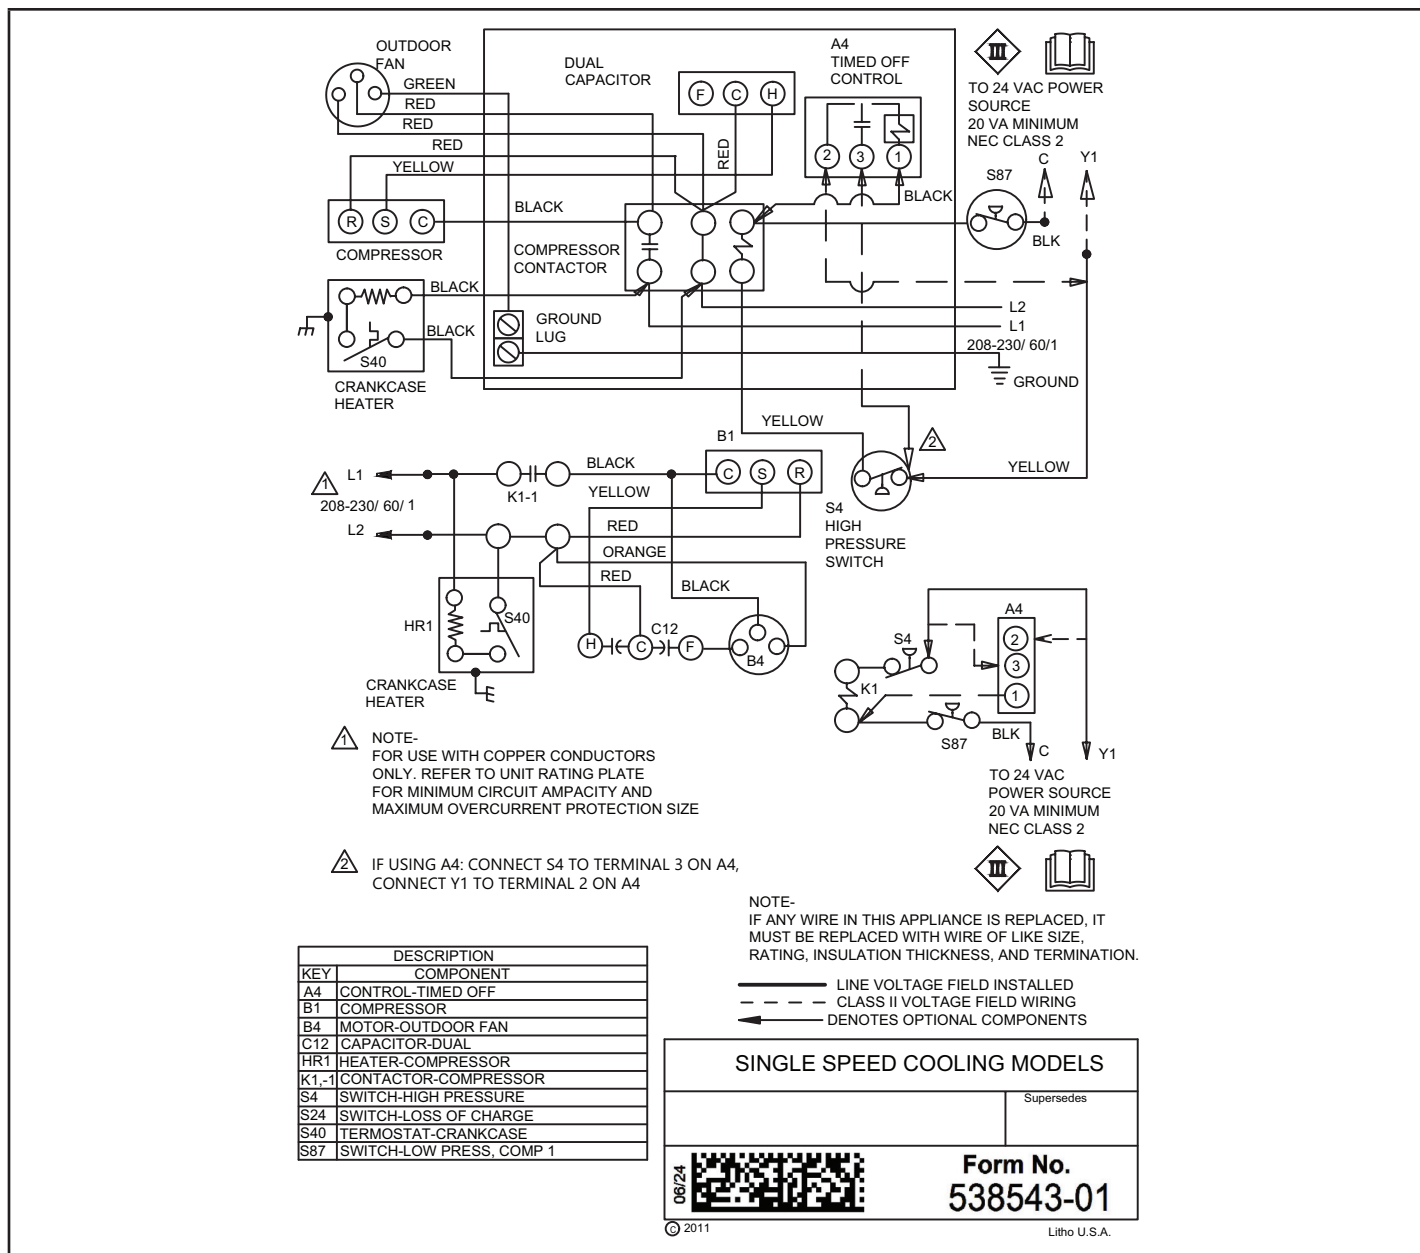 OUTDOOR
FAN
GREEN
RED
RED
RED
YELLOW
DUAL
CAPACITOR
F C H
RED
A4
TIMED OFF
CONTROL
2 3 1
BLACK
III
TO 24 VAC POWER
SOURCE
20 VA MINIMUM
NEC CLASS 2
C Y1
S87
BLK
R S C
COMPRESSOR
BLACK
COMPRESSOR
CONTACTOR
BLACK
BLACK
S40
CRANKCASE
HEATER
GROUND
LUG
L2
L1
208-230/ 60/1
GROUND
YELLOW
2
YELLOW
S4
HIGH
PRESSURE
SWITCH
B1
C S R
1
L1
208-230/ 60/ 1
L2
K1-1
BLACK
YELLOW
RED
ORANGE
RED
BLACK
HR1
S40
CRANKCASE
HEATER
H C F
C12
B4
A4
2
3
1
S4
K1
S87
BLK
C
Y1
TO 24 VAC
POWER SOURCE
20 VA MINIMUM
NEC CLASS 2
III
1 NOTE-
FOR USE WITH COPPER CONDUCTORS
ONLY. REFER TO UNIT RATING PLATE
FOR MINIMUM CIRCUIT AMPACITY AND
MAXIMUM OVERCURRENT PROTECTION SIZE
2 IF USING A4: CONNECT S4 TO TERMINAL 3 ON A4,
CONNECT Y1 TO TERMINAL 2 ON A4
NOTE-
IF ANY WIRE IN THIS APPLIANCE IS REPLACED, IT
MUST BE REPLACED WITH WIRE OF LIKE SIZE,
RATING, INSULATION THICKNESS, AND TERMINATION.
LINE VOLTAGE FIELD INSTALLED
CLASS II VOLTAGE FIELD WIRING
DENOTES OPTIONAL COMPONENTS
DESCRIPTION
KEY COMPONENT
A4 CONTROL-TIMED OFF
B1 COMPRESSOR
B4 MOTOR-OUTDOOR FAN
C12 CAPACITOR-DUAL
HR1 HEATER-COMPRESSOR
K1,-1 CONTACTOR-COMPRESSOR
S4 SWITCH-HIGH PRESSURE
S24 SWITCH-LOSS OF CHARGE
S40 TERMOSTAT-CRANKCASE
S87 SWITCH-LOW PRESS, COMP 1
SINGLE SPEED COOLING MODELS
Supersedes
06/24
Form No.
538543-01
© 2011
Litho U.S.A.